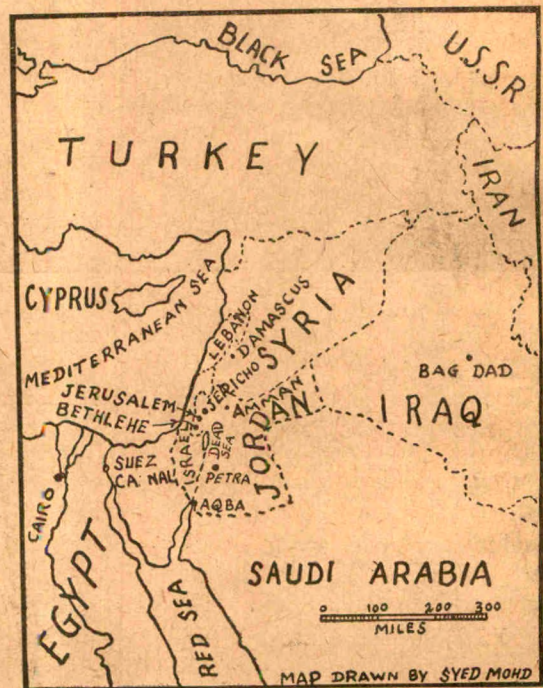 BLACK SEA
U.S.S.R
TURKEY
IRAN
CYPRUS
MEDITERRANEAN SEA
LEBANON
DAMASCUS
SYRIA
BAG DAD
IRAQ
JERUSALEM
JERICHO
AMMAN
BETHLEHE
JORDAN
ISRAEL
DEAD
SEA
SUEZ
CANAL
PETRA
AQBA
CAIRO
EGYPT
RED SEA
SAUDI ARABIA
0 100 200 300
MILES
MAP DRAWN BY SYED MOHD